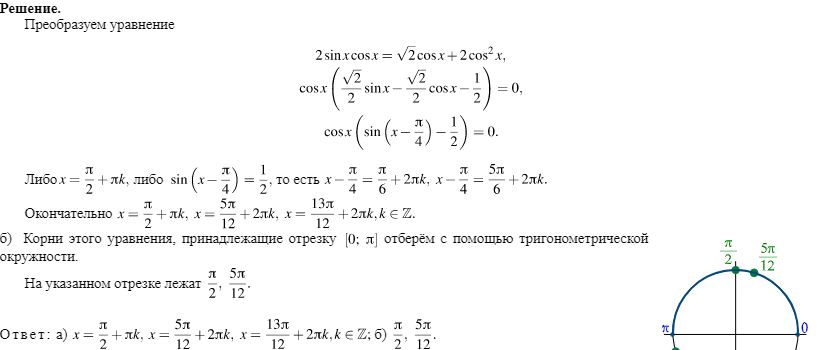 Решение.
Преобразуем уравнение
2 sin x cos x = √2 cos x + 2 cos² x,
cos x (√2/2 sin x − √2/2 cos x − 1/2) = 0,
cos x (sin (x − π/4) − 1/2) = 0.
Либо x = π/2 + πk, либо sin (x − π/4) = 1/2, то есть x − π/4 = π/6 + 2πk, x − π/4 = 5π/6 + 2πk.
Окончательно x = π/2 + πk, x = 5π/12 + 2πk, x = 13π/12 + 2πk, k ∈ ℤ.
б) Корни этого уравнения, принадлежащие отрезку [0; π] отберём с помощью тригонометрической
окружности.
На указанном отрезке лежат π/2, 5π/12.
Ответ: а) x = π/2 + πk, x = 5π/12 + 2πk, x = 13π/12 + 2πk, k ∈ ℤ; б) π/2, 5π/12.
π/2 5π/12
π 0